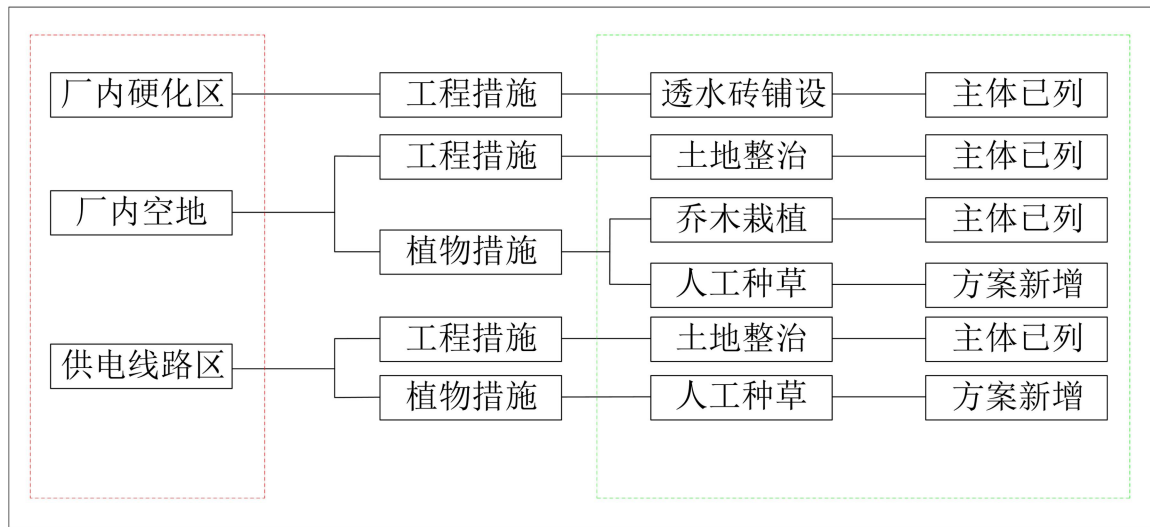 厂内硬化区 工程措施 透水砖铺设 主体已列
工程措施 土地整治 主体已列
厂内空地 乔木栽植 主体已列
植物措施
人工种草 方案新增
工程措施 土地整治 主体已列
供电线路区
植物措施 人工种草 方案新增